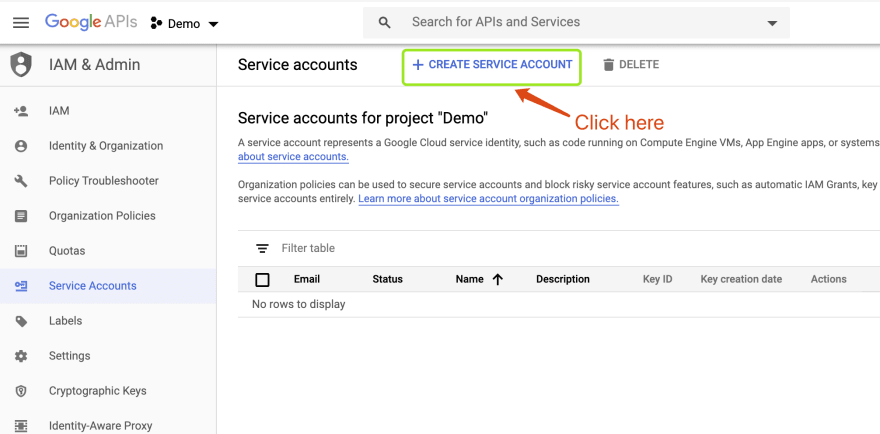 Google APIs
Demo
Search for APIs and Services
IAM & Admin
Service accounts
+ CREATE SERVICE ACCOUNT
DELETE
Click here
IAM
Identity & Organization
Policy Troubleshooter
Organization Policies
Quotas
Service Accounts
Labels
Settings
Cryptographic Keys
Identity-Aware Proxy
Service accounts for project "Demo"
A service account represents a Google Cloud service identity, such as code running on Compute Engine VMs, App Engine apps, or systems
about service accounts.
Organization policies can be used to secure service accounts and block risky service account features, such as automatic IAM Grants, key
service accounts entirely. Learn more about service account organization policies.
Filter table
Email Status Name Description Key ID Key creation date Actions
No rows to display